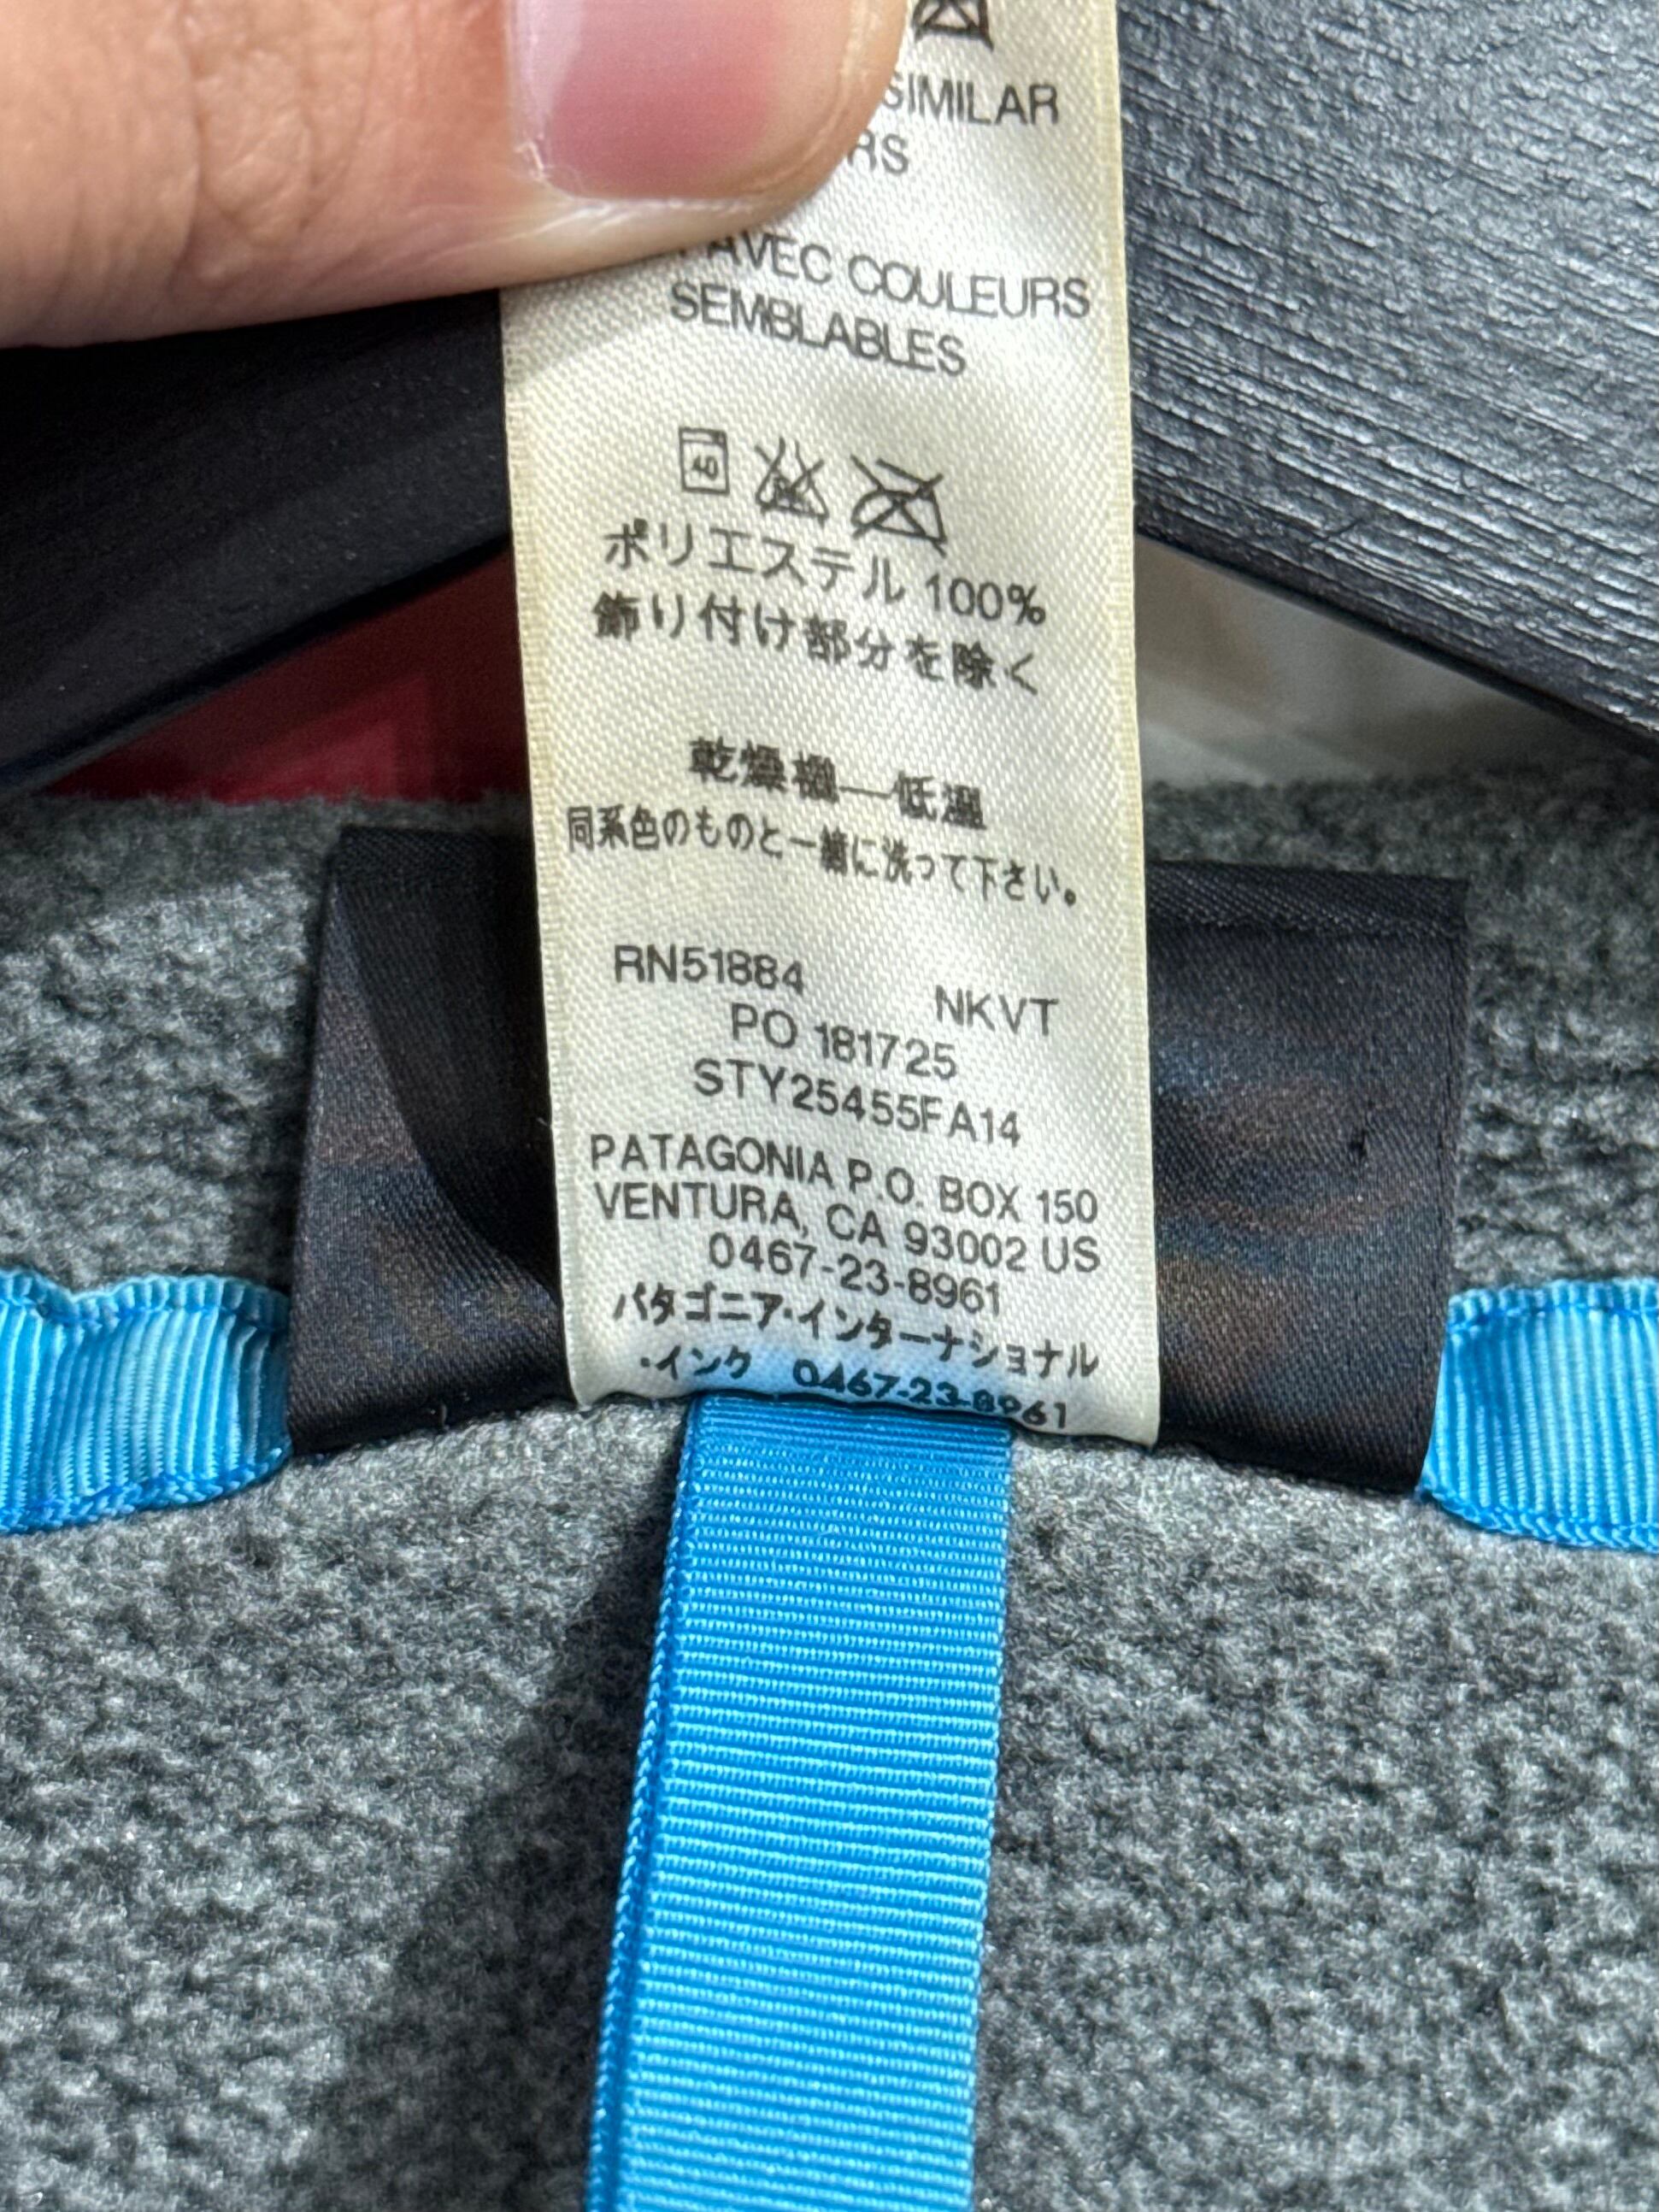 SIMILAR
AVEC COULEURS
SEMBLABLES
40
ポリエステル 100%
飾り付け部分を除く
乾燥機—低温
同系色のものと一緒に洗って下さい。
RN51884 NKVT
PO 181725
STY25455FA14
PATAGONIA P.O. BOX 150
VENTURA, CA 93002 US
0467-23-8961
パタゴニア・インターナショナル
・インク 0467-23-8961